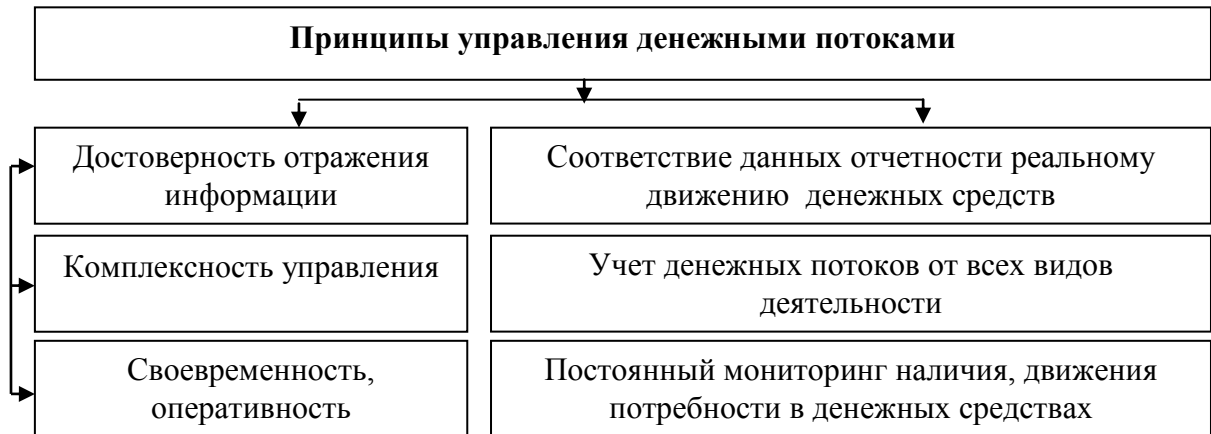 Принципы управления денежными потоками
Достоверность отражения
информации
Соответствие данных отчетности реальному
движению денежных средств
Комплексность управления
Учет денежных потоков от всех видов
деятельности
Своевременность,
оперативность
Постоянный мониторинг наличия, движения
потребности в денежных средствах